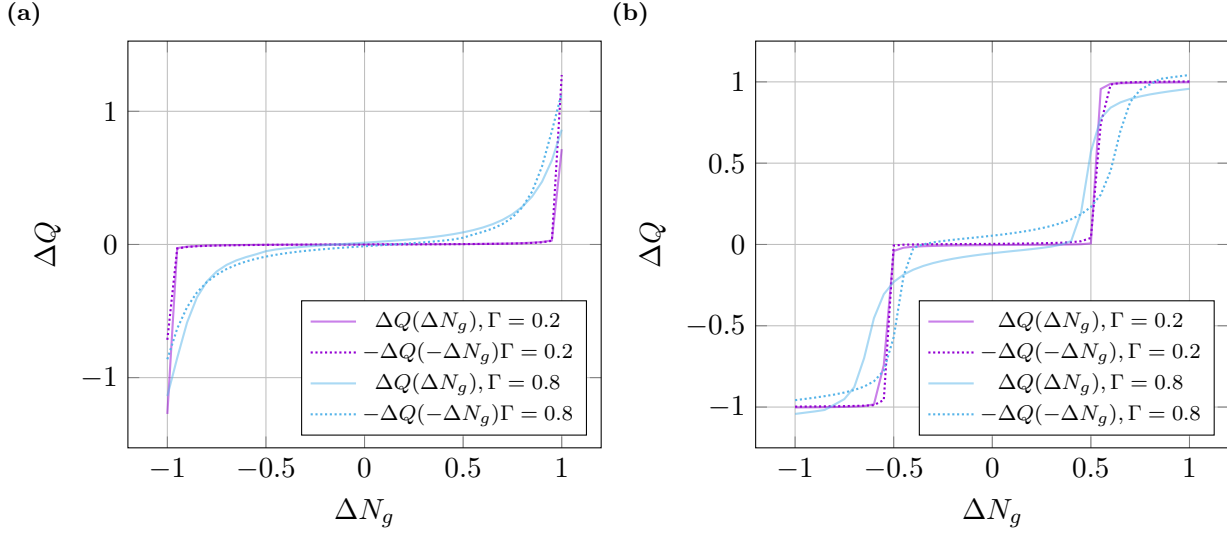 (a)
1
0
−1
ΔQ
−1
−0.5
0
0.5
1
ΔN_g
ΔQ(ΔN_g), Γ = 0.2
−ΔQ(−ΔN_g)Γ = 0.2
ΔQ(ΔN_g), Γ = 0.8
−ΔQ(−ΔN_g)Γ = 0.8
(b)
1
0.5
0
−0.5
−1
ΔQ
−1
−0.5
0
0.5
1
ΔN_g
ΔQ(ΔN_g), Γ = 0.2
−ΔQ(−ΔN_g), Γ = 0.2
ΔQ(ΔN_g), Γ = 0.8
−ΔQ(−ΔN_g), Γ = 0.8